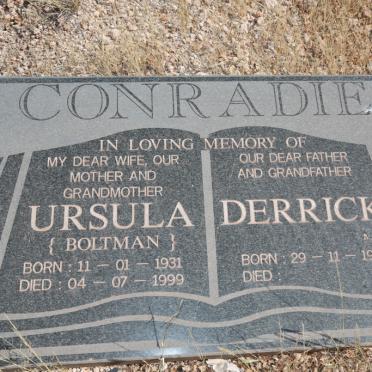 CONRADIE
IN LOVING MEMORY OF
MY DEAR WIFE, OUR
MOTHER AND
GRANDMOTHER
URSULA
{ BOLTMAN }
BORN : 11 – 01 – 1931
DIED : 04 – 07 – 1999
OUR DEAR FATHER
AND GRANDFATHER
DERRICK
BORN : 29 – 11 –
DIED :